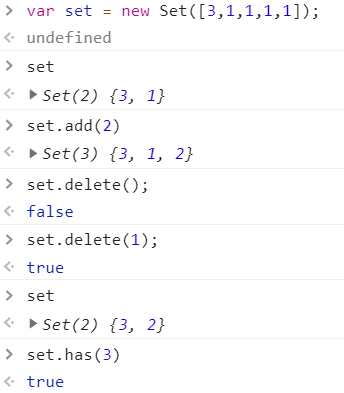 > var set = new Set([3,1,1,1,1]);
undefined
> set
▶Set(2) {3, 1}
> set.add(2)
▶Set(3) {3, 1, 2}
> set.delete();
false
> set.delete(1);
true
> set
▶Set(2) {3, 2}
> set.has(3)
true